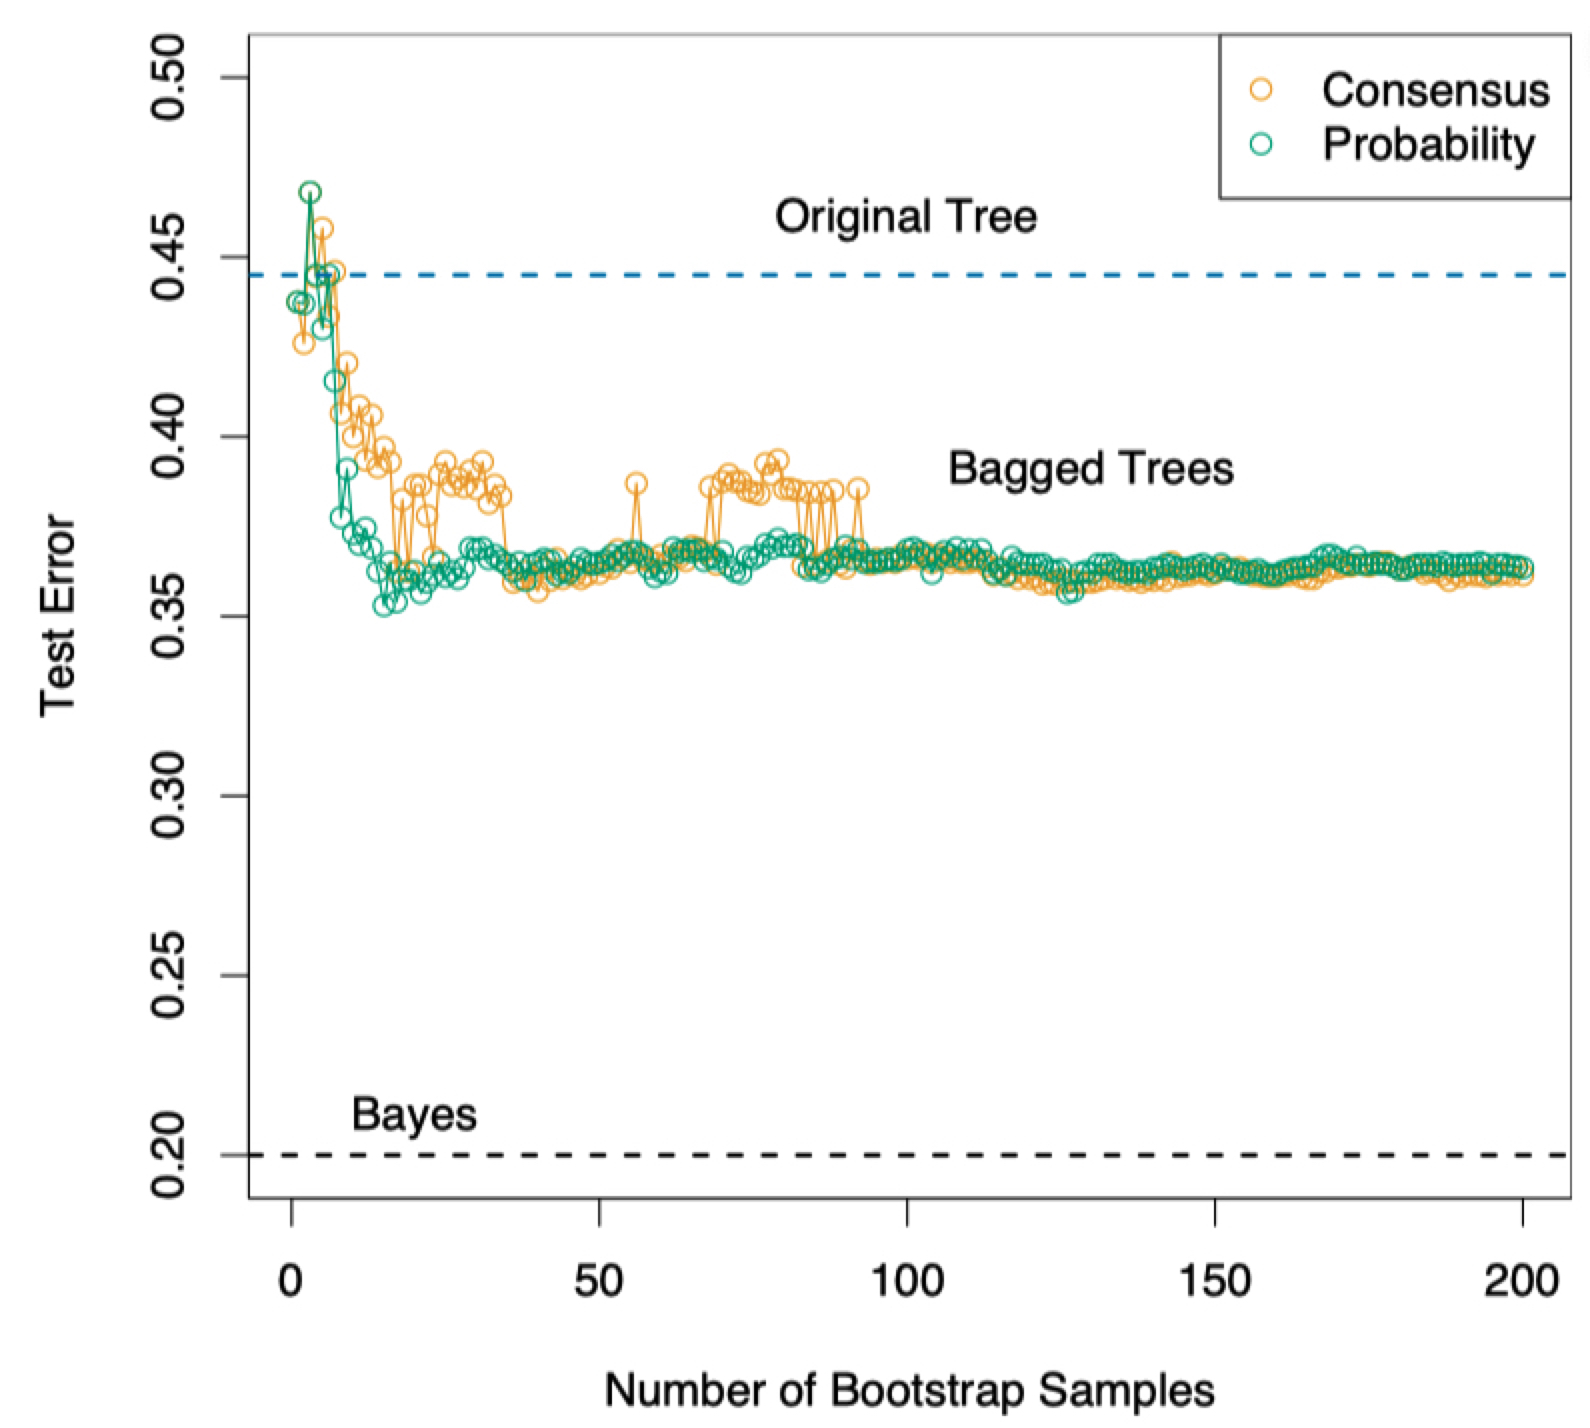 Consensus
Probability
Original Tree
Bagged Trees
Bayes
Test Error
0.50
0.45
0.40
0.35
0.30
0.25
0.20
0 50 100 150 200
Number of Bootstrap Samples